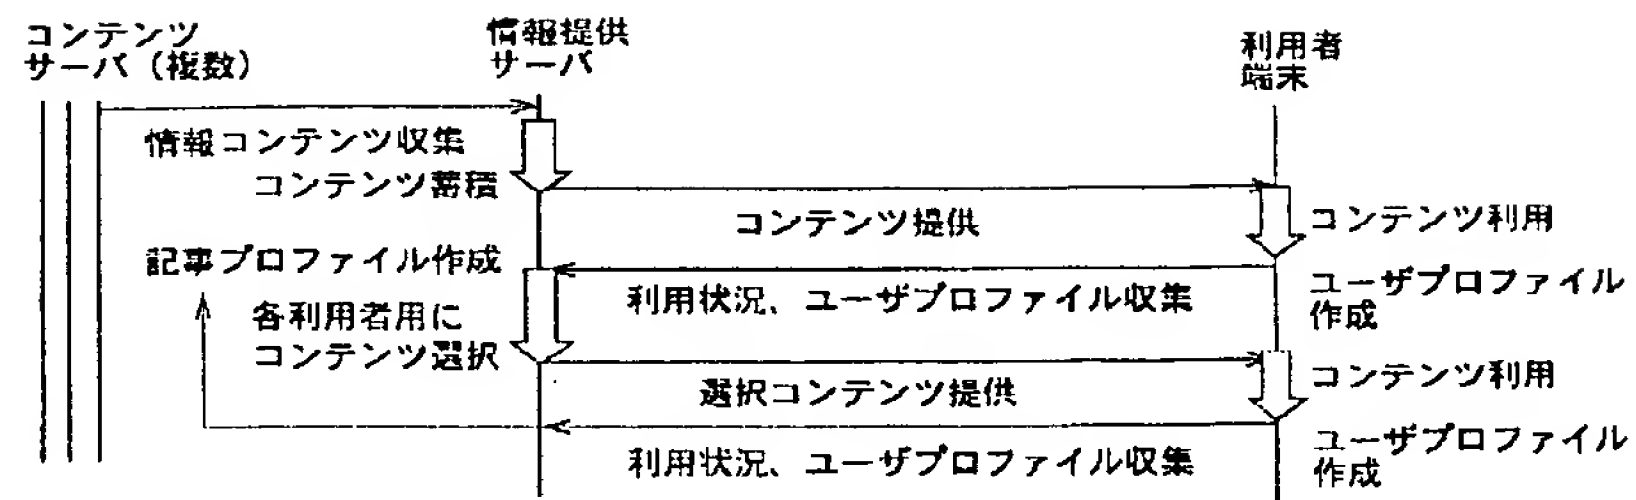 コンテンツ
サーバ（複数）
情報提供
サーバ
利用者
端末
情報コンテンツ収集
コンテンツ蓄積
コンテンツ提供
コンテンツ利用
記事プロファイル作成
利用状況、ユーザプロファイル収集
ユーザプロファイル
作成
各利用者用に
コンテンツ選択
選択コンテンツ提供
コンテンツ利用
利用状況、ユーザプロファイル収集
ユーザプロファイル
作成